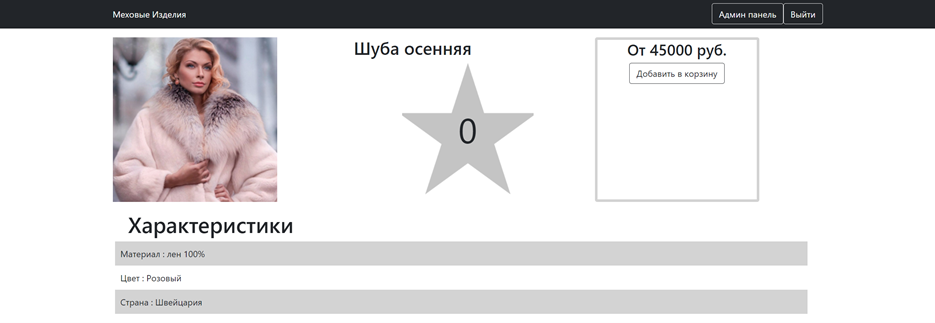 Меховые Изделия
Админ панель
Выйти
Шуба осенняя
0
От 45000 руб.
Добавить в корзину
Характеристики
Материал : лен 100%
Цвет : Розовый
Страна : Швейцария